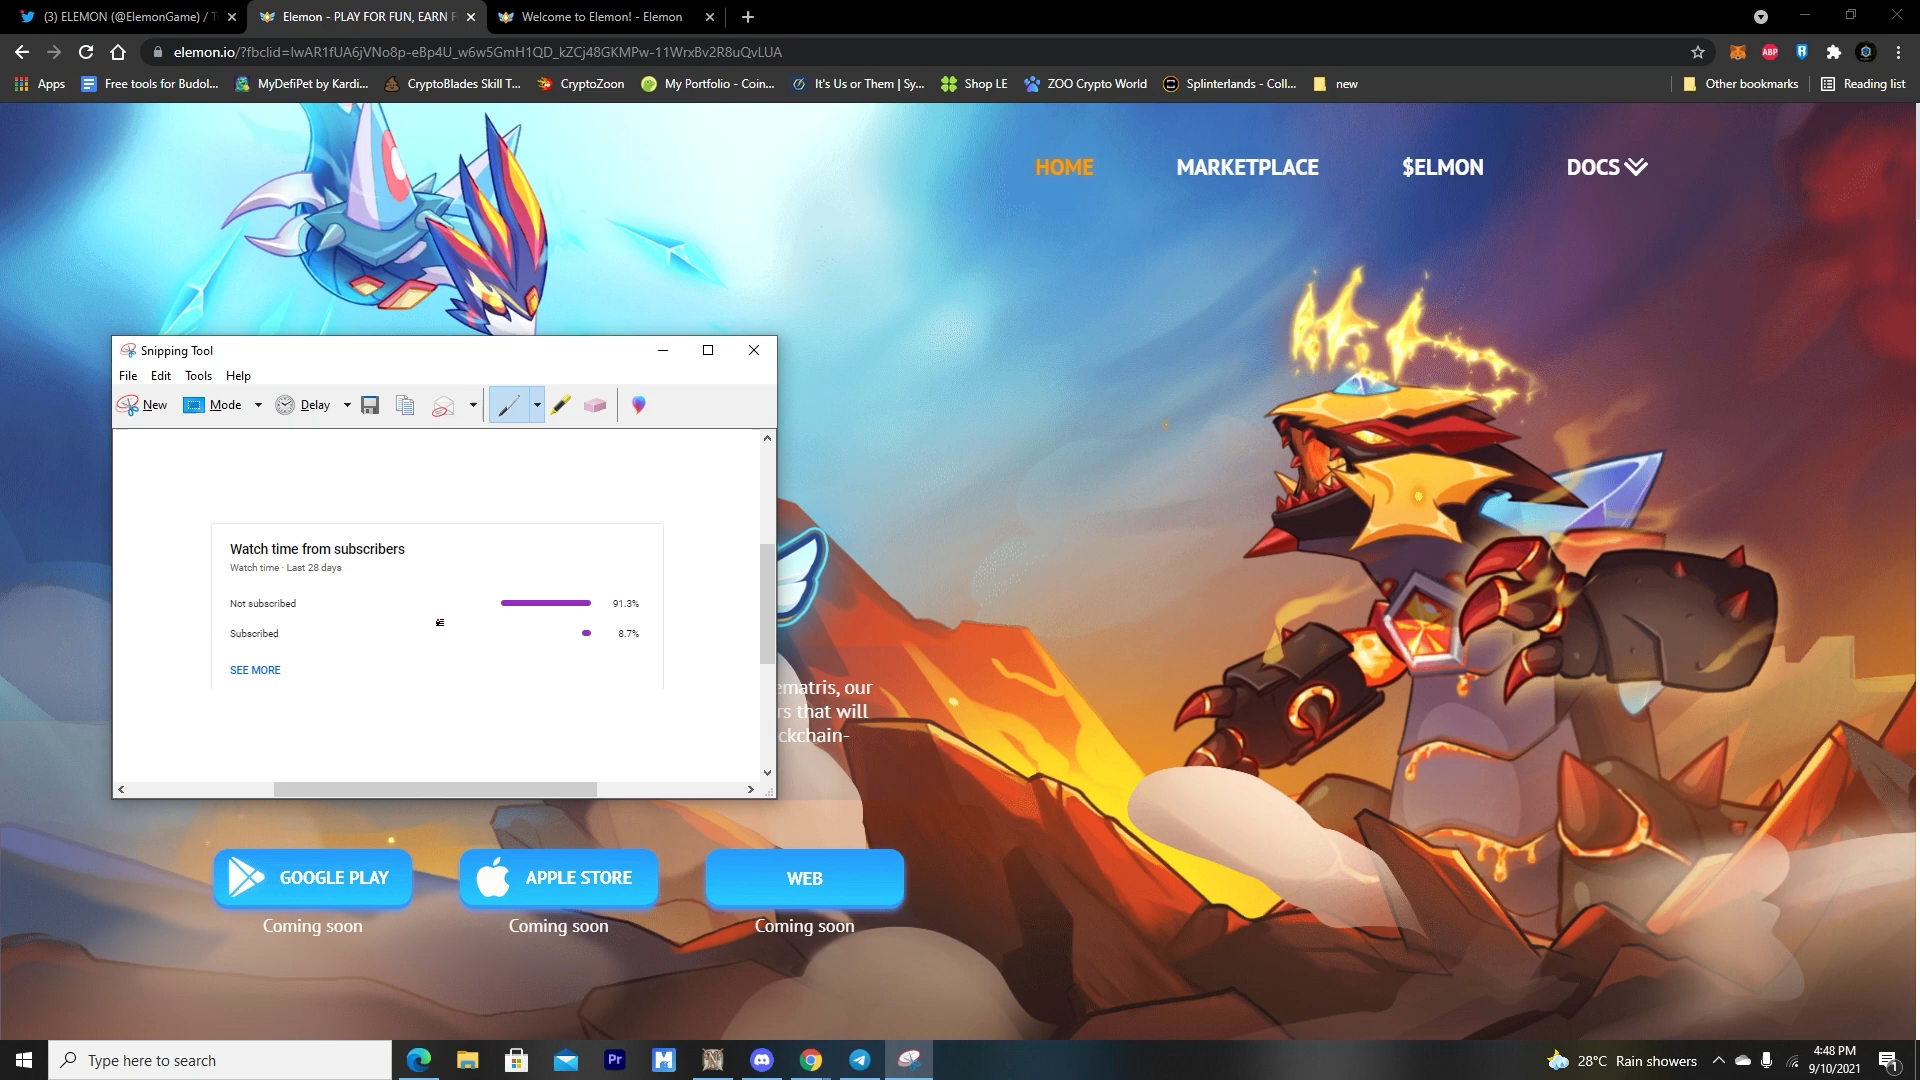 (3) ELEMON (@ElemonGame) /
Elemon - PLAY FOR FUN, EARN F
Welcome to Elemon! - Elemon
elemon.io/?fbclid=IwAR1fUA6jVNo8p-eBp4U_w6w5GmH1QD_kZCj48GKMPw-11WrxBv2R8uQvLUA
ABP
Apps
Free tools for Budol...
MyDefiPet by Kardi...
CryptoBlades Skill T...
CryptoZoon
My Portfolio - Coin...
It's Us or Them | Sy...
Shop LE
ZOO Crypto World
Splinterlands - Coll...
new
Other bookmarks
Reading list
HOME
MARKETPLACE
$ELMON
DOCS
Snipping Tool
File
Edit
Tools
Help
New
Mode
Delay
Watch time from subscribers
Watch time · Last 28 days
Not subscribed
91.3%
Subscribed
8.7%
SEE MORE
ematris, our
rs that will
ckchain-
GOOGLE PLAY
APPLE STORE
WEB
Coming soon
Coming soon
Coming soon
Type here to search
Pr
28°C Rain showers
4:48 PM
9/10/2021
1